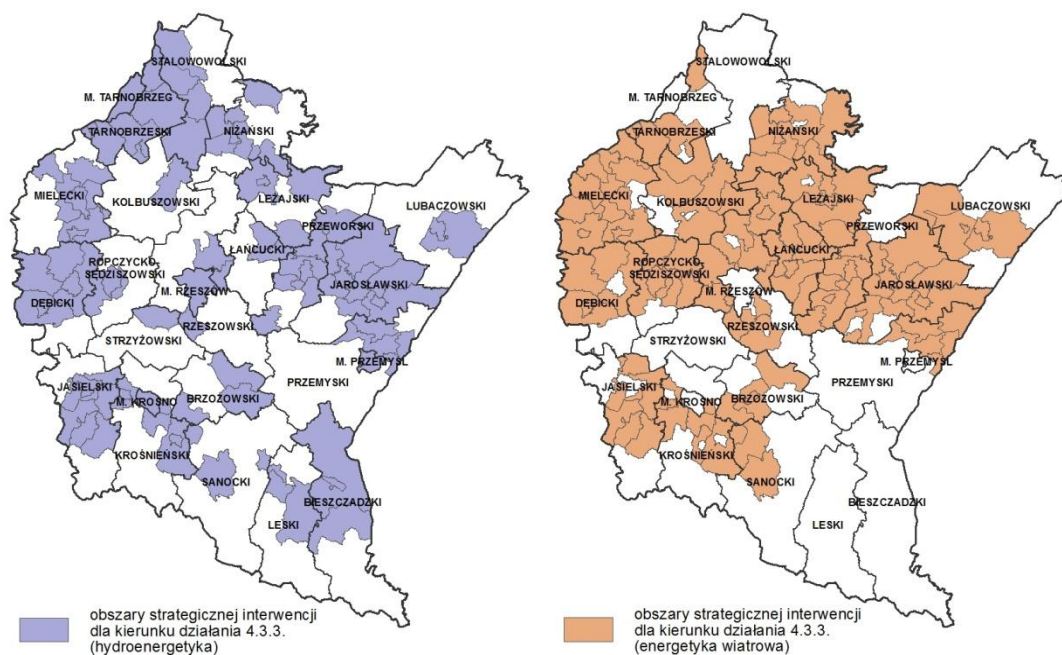 STALOWOWOLSKI
M. TARNOBRZEG
TARNOBRZESKI
NIŻAŃSKI
MIELECKI
KOLBUSZOWSKI
LEŻAJSKI
LUBACZOWSKI
PRZEWORSKI
ŁAŃCUCKI
ROPCZYCKO-
SĘDZISZOWSKI
M. RZESZÓW
JAROSŁAWSKI
DĘBICKI
RZESZOWSKI
STRZYŻOWSKI
M. PRZEMYŚL
PRZEMYSKI
JASIELSKI
M. KROSNO
BRZOZOWSKI
KROŚNIEŃSKI
SANOCKI
BIESZCZADZKI
LESKI
obszary strategicznej interwencji
dla kierunku działania 4.3.3.
(hydroenergetyka)
STALOWOWOLSKI
M. TARNOBRZEG
TARNOBRZESKI
NIŻAŃSKI
MIELECKI
KOLBUSZOWSKI
LEŻAJSKI
LUBACZOWSKI
PRZEWORSKI
ŁAŃCUCKI
ROPCZYCKO-
SĘDZISZOWSKI
M. RZESZÓW
JAROSŁAWSKI
DĘBICKI
RZESZOWSKI
STRZYŻOWSKI
M. PRZEMYŚL
PRZEMYSKI
JASIELSKI
M. KROSNO
BRZOZOWSKI
KROŚNIEŃSKI
SANOCKI
BIESZCZADZKI
LESKI
obszary strategicznej interwencji
dla kierunku działania 4.3.3.
(energetyka wiatrowa)